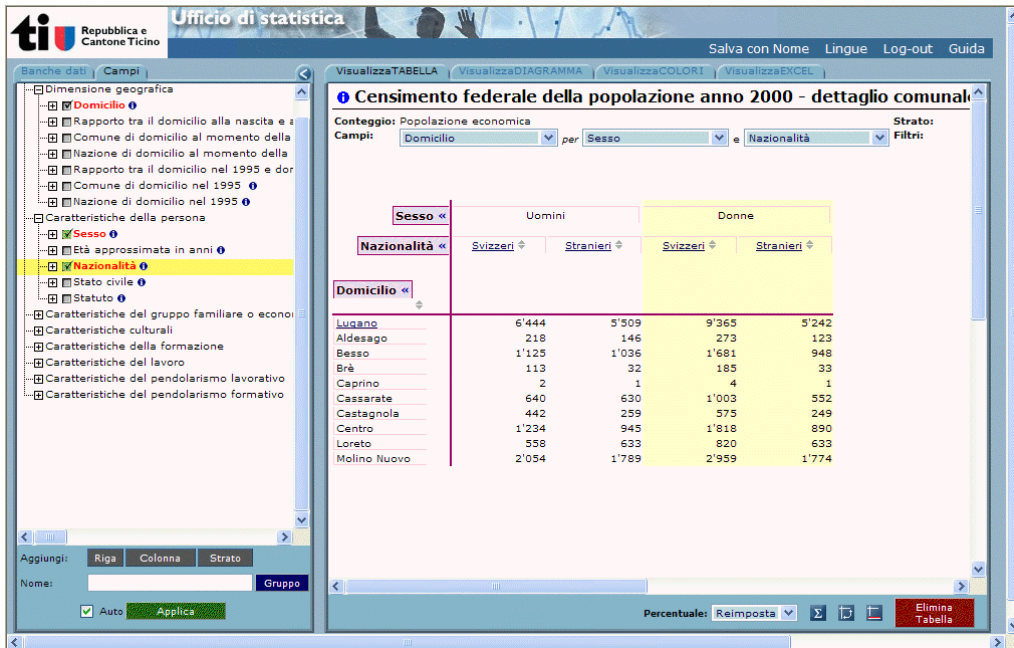 Ufficio di statistica
tiU Repubblica e
Cantone Ticino
Salva con Nome Lingue Log-out Guida
Banche dati Campi
Dimensione geografica
Domicilio
Rapporto tra il domicilio alla nascita e a
Comune di domicilio al momento della
Nazione di domicilio al momento della
Rapporto tra il domicilio nel 1995 e dor
Comune di domicilio nel 1995
Nazione di domicilio nel 1995
Caratteristiche della persona
Sesso
Età approssimata in anni
Nazionalità
Stato civile
Statuto
Caratteristiche del gruppo familiare o econo
Caratteristiche culturali
Caratteristiche della formazione
Caratteristiche del lavoro
Caratteristiche del pendolarismo lavorativo
Caratteristiche del pendolarismo formativo
Aggiungi: Riga Colonna Strato
Nome: Gruppo
Auto Applica
VisualizzaTABELLA VisualizzaDIAGRAMMA VisualizzaCOLORI VisualizzaEXCEL
Censimento federale della popolazione anno 2000 - dettaglio comunale
Conteggio: Popolazione economica Strato:
Campi: Domicilio per Sesso e Nazionalità Filtri:
Sesso « Uomini Donne
Nazionalità « Svizzeri Stranieri Svizzeri Stranieri
Domicilio «
Lugano 6'444 5'509 9'365 5'242
Aldesago 218 146 273 123
Besso 1'125 1'036 1'681 948
Brè 113 32 185 33
Caprino 2 1 4 1
Cassarate 640 630 1'003 552
Castagnola 442 259 575 249
Centro 1'234 945 1'818 890
Loreto 558 633 820 633
Molino Nuovo 2'054 1'789 2'959 1'774
Percentuale: Reimposta Σ Elimina
Tabella